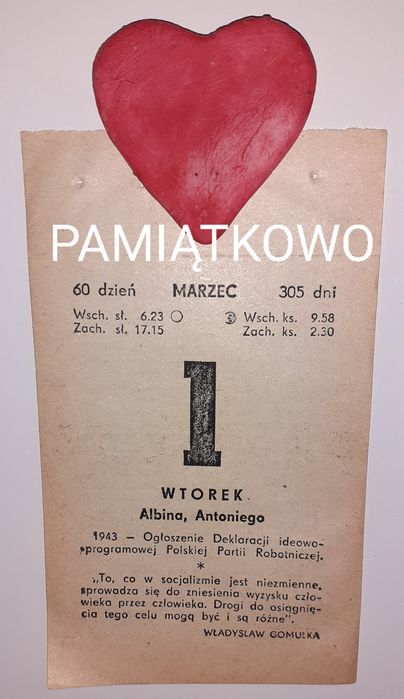 PAMIĄTKOWO
60 dzień MARZEC 305 dni
Wsch. sł. 6.23 Wsch. ks. 9.58
Zach. sł. 17.15 Zach. ks. 2.30
1
WTOREK.
Albina, Antoniego
1943 — Ogłoszenie Deklaracji ideowo-
programowej Polskiej Partii Robotniczej.
*
„To, co w socjalizmie jest niezmienne,
sprowadza się do zniesienia wyzysku czło-
wieka przez człowieka. Drogi do osiągnię-
cia tego celu mogą być i są różne".
WŁADYSŁAW GOMUŁKA